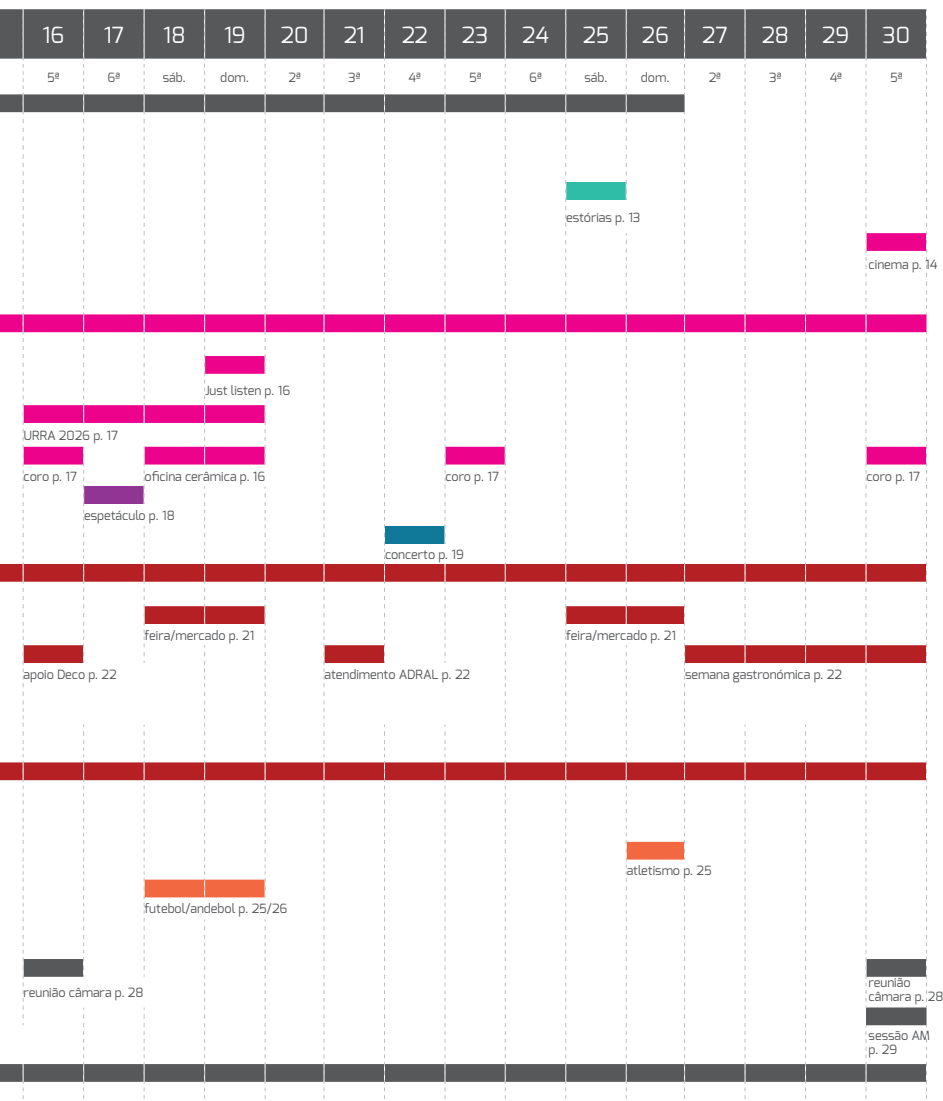 16 17 18 19 20 21 22 23 24 25 26 27 28 29 30
5ª 6ª sáb. dom. 2ª 3ª 4ª 5ª 6ª sáb. dom. 2ª 3ª 4ª 5ª
estórias p. 13
cinema p. 14
Just listen p. 16
URRA 2026 p. 17
coro p. 17 oficina cerâmica p. 16 coro p. 17 coro p. 17
espetáculo p. 18
concerto p. 19
feira/mercado p. 21 feira/mercado p. 21
apoio Deco p. 22 atendimento ADRAL p. 22 semana gastronómica p. 22
atletismo p. 25
futebol/andebol p. 25/26
reunião câmara p. 28
reunião
câmara p. 28
sessão AM
p. 29